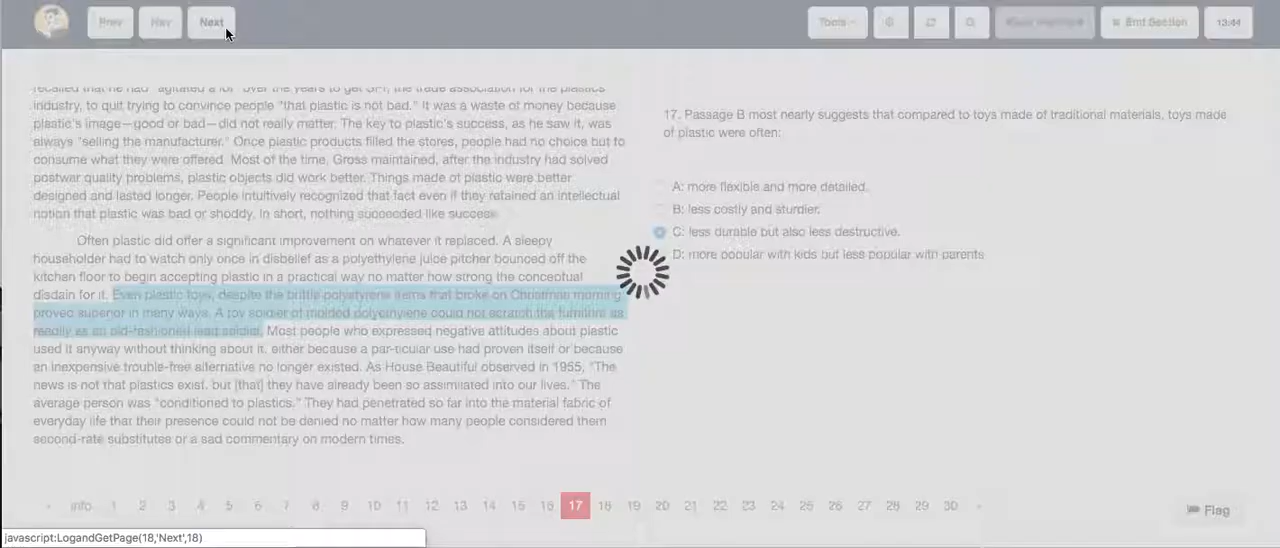 Prev Nav Next Tools End Section 13:44
recalled that he had "agitated a lot" over the years to get SPI, the trade association for the plastics
industry, to quit trying to convince people "that plastic is not bad." It was a waste of money because
plastic's image—good or bad—did not really matter. The key to plastic's success, as he saw it, was
always "selling the manufacturer." Once plastic products filled the stores, people had no choice but to
consume what they were offered. Most of the time, Gross maintained, after the industry had solved
postwar quality problems, plastic objects did work better. Things made of plastic were better
designed and lasted longer. People intuitively recognized that fact even if they retained an intellectual
notion that plastic was bad or shoddy. In short, nothing succeeded like success.
Often plastic did offer a significant improvement on whatever it replaced. A sleepy
householder had to watch only once in disbelief as a polyethylene juice pitcher bounced off the
kitchen floor to begin accepting plastic in a practical way no matter how strong the conceptual
disdain for it. Even plastic toys, despite the brittle polystyrene items that broke on Christmas morning
proved superior in many ways. A toy soldier of molded polyethylene could not scratch the furniture as
readily as an old-fashioned lead soldier. Most people who expressed negative attitudes about plastic
used it anyway without thinking about it, either because a par-ticular use had proven itself or because
an inexpensive trouble-free alternative no longer existed. As House Beautiful observed in 1955, "The
news is not that plastics exist, but [that] they have already been so assimilated into our lives." The
average person was "conditioned to plastics." They had penetrated so far into the material fabric of
everyday life that their presence could not be denied no matter how many people considered them
second-rate substitutes or a sad commentary on modern times.
17. Passage B most nearly suggests that compared to toys made of traditional materials, toys made
of plastic were often:
A: more flexible and more detailed.
B: less costly and sturdier.
C: less durable but also less destructive.
D: more popular with kids but less popular with parents
info 1 2 3 4 5 6 7 8 9 10 11 12 13 14 15 16 17 18 19 20 21 22 23 24 25 26 27 28 29 30
Flag
javascript:LogandGetPage(18,'Next',18)